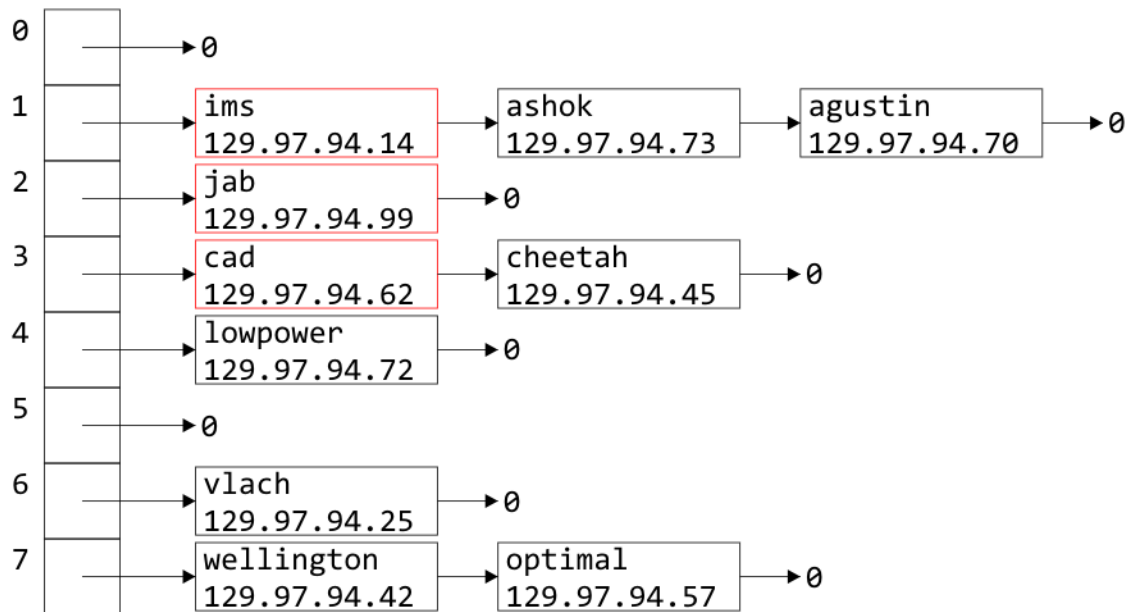 0
0
1
ims
129.97.94.14
ashok
129.97.94.73
agustin
129.97.94.70
0
2
jab
129.97.94.99
0
3
cad
129.97.94.62
cheetah
129.97.94.45
0
4
lowpower
129.97.94.72
0
5
0
6
vlach
129.97.94.25
0
7
wellington
129.97.94.42
optimal
129.97.94.57
0